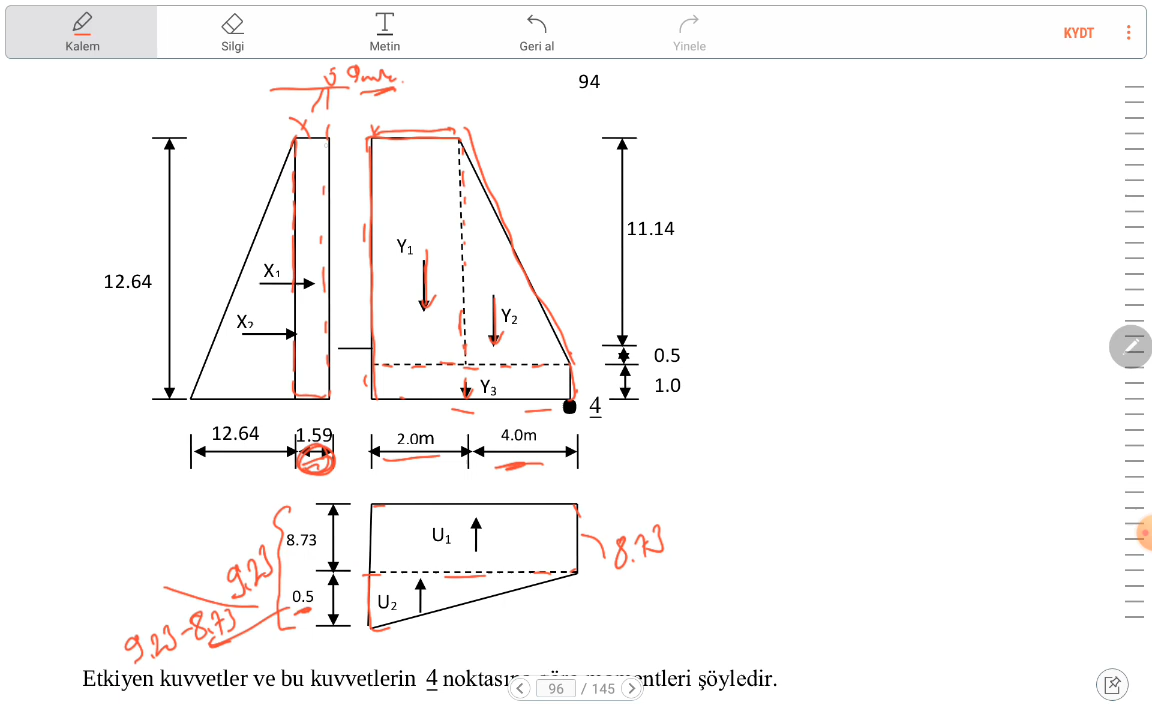 Kalem Silgi Metin Geri al Yinele KYDT
94
11.14
Y₁
X₁
12.64
X₂
Y₂
0.5
1.0
Y₃
4
12.64 1.59 2.0m 4.0m
8.73
U₁
8.73
9.23
0.5
U₂
9.23-8.73
Etkiyen kuvvetler ve bu kuvvetlerin 4 noktasına göre momentleri şöyledir.
96 / 145